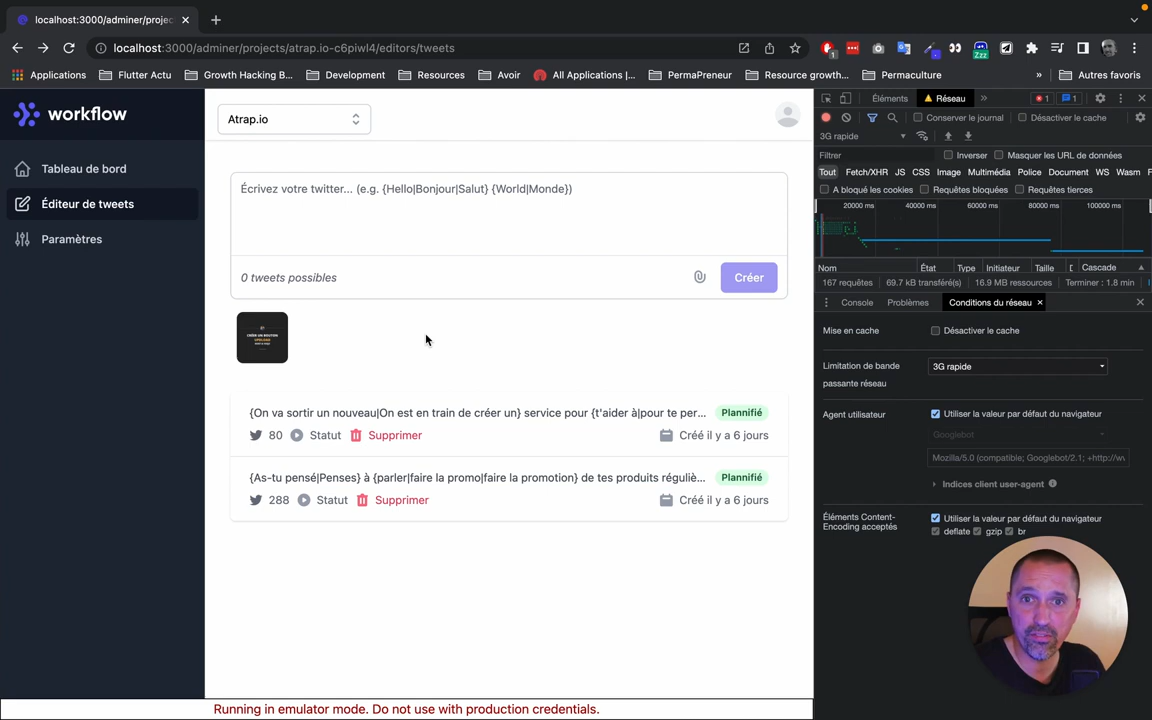 localhost:3000/adminer/projec
localhost:3000/adminer/projects/atrap.io-c6piwl4/editors/tweets
1
Zzz
Applications
Flutter Actu
Growth Hacking B...
Development
Resources
Avoir
All Applications |...
PermaPreneur
Resource growth...
Permaculture
»
Autres favoris
workflow
Tableau de bord
Éditeur de tweets
Paramètres
Atrap.io
Écrivez votre twitter... (e.g. {Hello|Bonjour|Salut} {World|Monde})
0 tweets possibles
Créer
CRÉER UN BOUTON
{On va sortir un nouveau|On est en train de créer un} service pour {t'aider à|pour te per...
Plannifié
80 Statut Supprimer
Créé il y a 6 jours
{As-tu pensé|Penses} à {parler|faire la promo|faire la promotion} de tes produits réguliè...
Plannifié
288 Statut Supprimer
Créé il y a 6 jours
Running in emulator mode. Do not use with production credentials.
Éléments Réseau » 1 1
Conserver le journal Désactiver le cache
3G rapide
Filtrer Inverser Masquer les URL de données
Tout Fetch/XHR JS CSS Image Multimédia Police Document WS Wasm
A bloqué les cookies Requêtes bloquées Requêtes tierces
20000 ms 40000 ms 60000 ms 80000 ms 100000 ms
Nom État Type Initiateur Taille Cascade
167 requêtes 69.7 kB transféré(s) 16.9 MB ressources Terminer : 1.8 min
Console Problèmes Conditions du réseau
Mise en cache Désactiver le cache
Limitation de bande
passante réseau
3G rapide
Agent utilisateur Utiliser la valeur par défaut du navigateur
Googlebot
Mozilla/5.0 (compatible; Googlebot/2.1; +http://w
Indices client user-agent
Éléments Content-
Encoding acceptés
Utiliser la valeur par défaut du navigateur
deflate gzip br